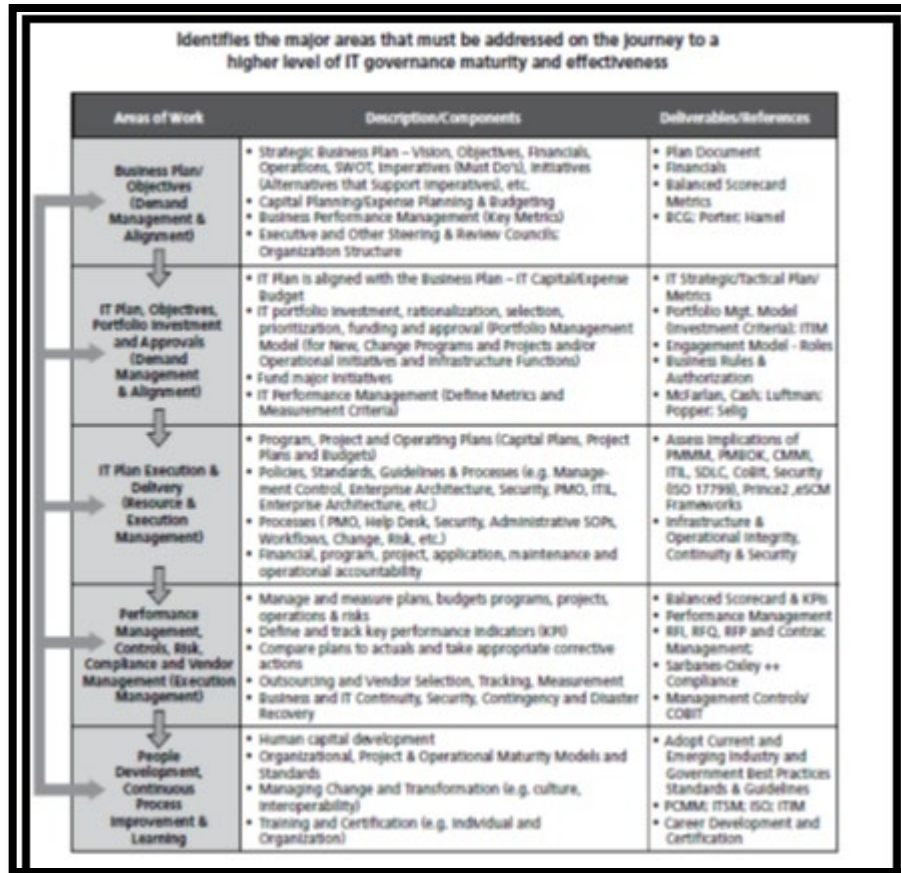 Identifies the major areas that must be addressed on the journey to a
higher level of IT governance maturity and effectiveness
Areas of Work
Description/Components
Deliverables/References
Business Plan/
Objectives
(Demand
Management &
Alignment)
• Strategic Business Plan – Vision, Objectives, Financials,
Operations, SWOT, Imperatives (Must Do's), Initiatives
(Alternatives that Support Imperatives), etc.
• Capital Planning/Expense Planning & Budgeting
• Business Performance Management (Key Metrics)
• Executive and Other Steering & Review Councils;
Organization Structure
• Plan Document
• Financials
• Balanced Scorecard
Metrics
• BCG; Porter; Hamel
IT Plan, Objectives,
Portfolio Investment
and Approvals
(Demand
Management
& Alignment)
• IT Plan is aligned with the Business Plan – IT Capital/Expense
Budget
• IT portfolio investment, rationalization, selection,
prioritization, funding and approval (Portfolio Management
Model (for New, Change Programs and Projects and/or
Operational Initiatives and Infrastructure Functions)
• Fund major initiatives
• IT Performance Management (Define Metrics and
Measurement Criteria)
• IT Strategic/Tactical Plan/
Metrics
• Portfolio Mgt. Model
(Investment Criteria); ITIM
• Engagement Model - Roles
• Business Rules &
Authorization
• McFarlan, Cash; Luftman;
Popper; Selig
IT Plan Execution &
Delivery
(Resource &
Execution
Management)
• Program, Project and Operating Plans (Capital Plans, Project
Plans and Budgets)
• Policies, Standards, Guidelines & Processes (e.g. Manage-
ment Control, Enterprise Architecture, Security, PMO, ITIL,
Enterprise Architecture, etc.)
• Processes ( PMO, Help Desk, Security, Administrative SOPs,
Workflows, Change, Risk, etc.)
• Financial, program, project, application, maintenance and
operational accountability
• Assess Implications of
PMMM, PMBOK, CMMI,
ITIL, SDLC, CoBit, Security
(ISO 17799), Prince2 ,eSCM
Frameworks
• Infrastructure &
Operational Integrity,
Continuity & Security
Performance
Management,
Controls, Risk,
Compliance and Vendor
Management (Execution
Management)
• Manage and measure plans, budgets programs, projects,
operations & risks
• Define and track key performance indicators (KPI)
• Compare plans to actuals and take appropriate corrective
actions
• Outsourcing and Vendor Selection, Tracking, Measurement
• Business and IT Continuity, Security, Contingency and Disaster
Recovery
• Balanced Scorecard & KPIs
• Performance Management
• RFI, RFQ, RFP and Contrac
Management;
• Sarbanes-Oxley ++
Compliance
• Management Controls/
COBIT
People
Development,
Continuous
Process
Improvement &
Learning
• Human capital development
• Organizational, Project & Operational Maturity Models and
Standards
• Managing Change and Transformation (e.g. culture,
interoperability)
• Training and Certification (e.g. Individual and
Organization)
• Adopt Current and
Emerging Industry and
Government Best Practices
Standards & Guidelines
• PCMM; ITSM; ISO; ITIM
• Career Development and
Certification